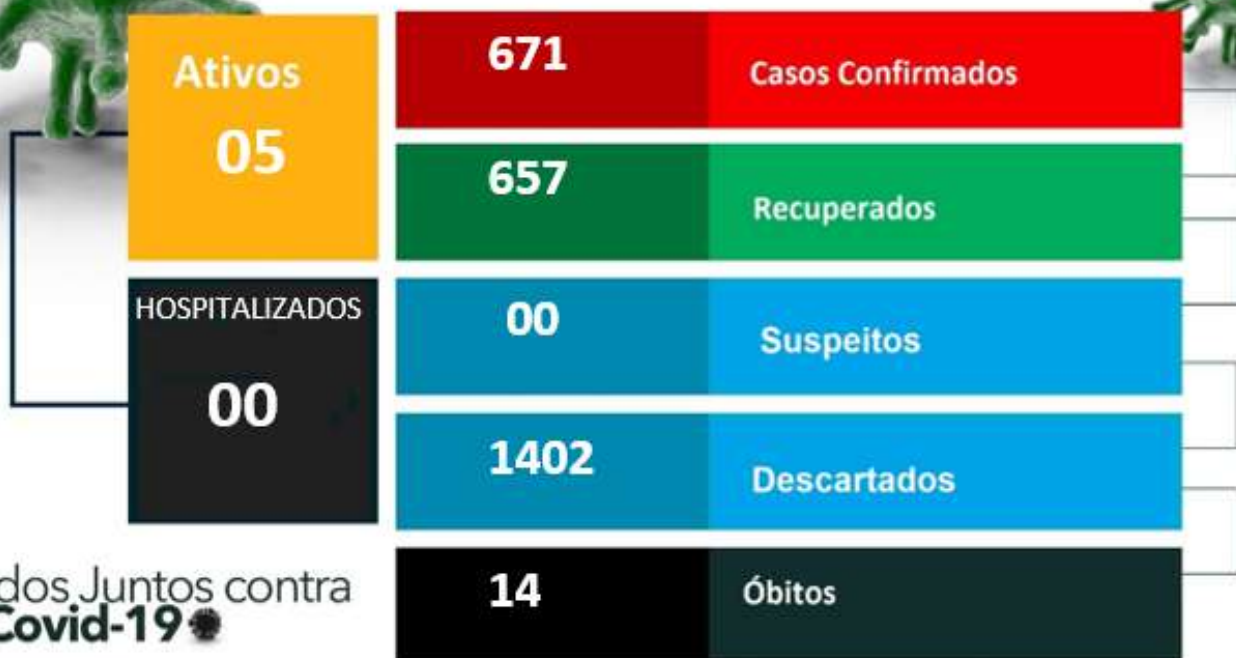 Ativos
05
HOSPITALIZADOS
00
671
Casos Confirmados
657
Recuperados
00
Suspeitos
1402
Descartados
14
Óbitos
dos Juntos contra
Covid-19